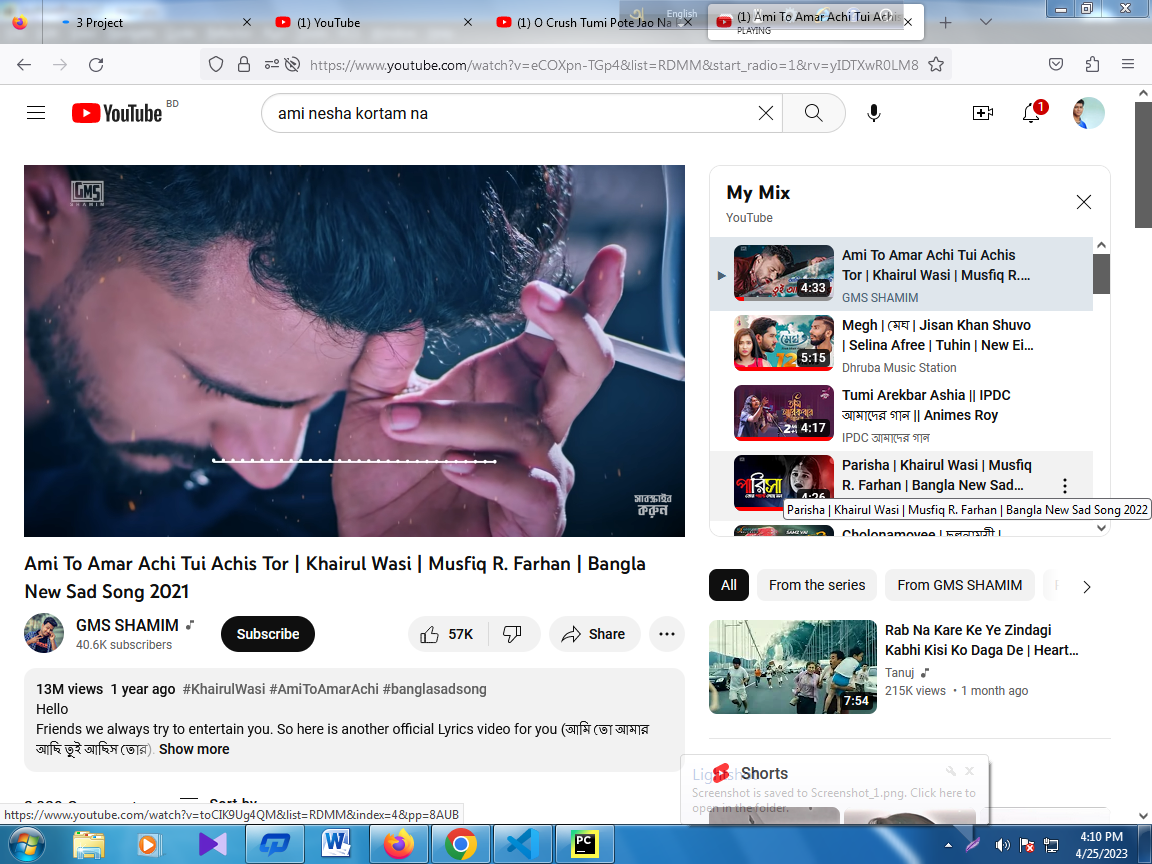 3 Project
(1) YouTube
(1) O Crush Tumi Pote Jao Na
English
(1) Ami To Amar Achi Tui Achis
PLAYING
https://www.youtube.com/watch?v=eCOXpn-TGp4&list=RDMM&start_radio=1&rv=yIDTXwR0LM8
YouTube BD
ami nesha kortam na
1
GMS
SHAMIM
সাবস্ক্রাইব
করুন
My Mix
YouTube
Ami To Amar Achi Tui Achis
Tor | Khairul Wasi | Musfiq R....
GMS SHAMIM
4:33
Megh | মেঘ | Jisan Khan Shuvo
| Selina Afree | Tuhin | New Ei...
Dhruba Music Station
5:15
Tumi Arekbar Ashia || IPDC
আমাদের গান || Animes Roy
IPDC আমাদের গান
4:17
Parisha | Khairul Wasi | Musfiq
R. Farhan | Bangla New Sad...
পারিসা
4:26
Parisha | Khairul Wasi | Musfiq R. Farhan | Bangla New Sad Song 2022
Cholonamoyee | ছলনাময়ী |
Ami To Amar Achi Tui Achis Tor | Khairul Wasi | Musfiq R. Farhan | Bangla
New Sad Song 2021
GMS SHAMIM
40.6K subscribers
Subscribe
57K
Share
13M views 1 year ago #KhairulWasi #AmiToAmarAchi #banglasadsong
Hello
Friends we always try to entertain you. So here is another official Lyrics video for you (আমি তো আমার
আছি তুই আছিস তোর). Show more
Sort by
All
From the series
From GMS SHAMIM
Rab Na Kare Ke Ye Zindagi
Kabhi Kisi Ko Daga De | Heart...
Tanuj
215K views • 1 month ago
7:54
Shorts
Lightshot
Screenshot is saved to Screenshot_1.png. Click here to
open in the folder.
https://www.youtube.com/watch?v=toCIK9Ug4QM&list=RDMM&index=4&pp=8AUB
W
PC
4:10 PM
4/25/2023